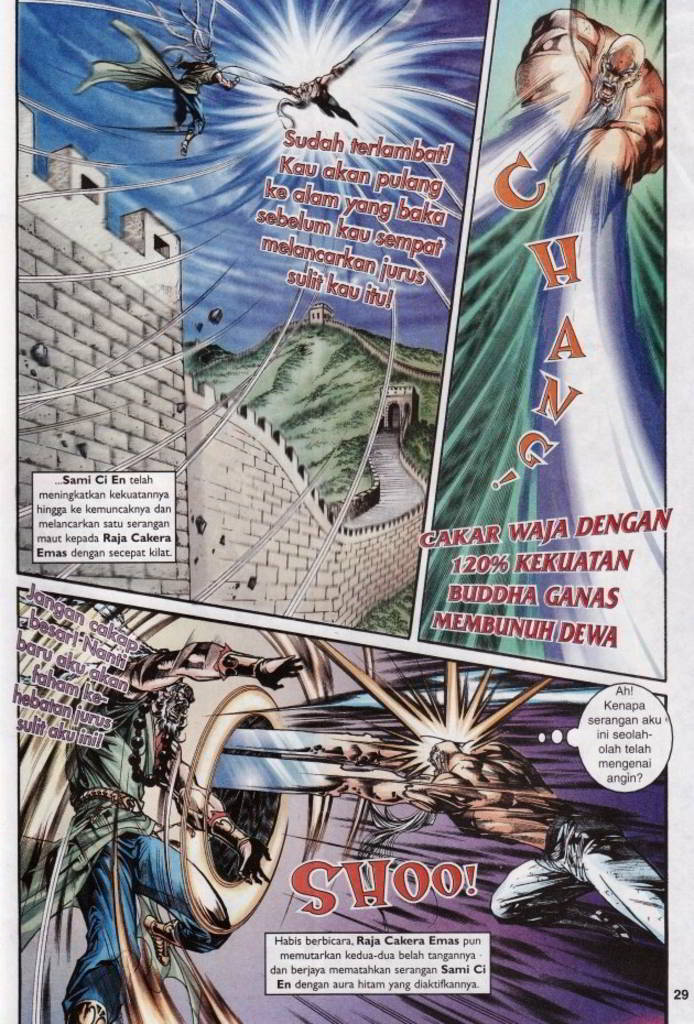 Sudah terlambat!
Kau akan pulang
ke alam yang baka
sebelum kau sempat
melancarkan jurus
sulit kau itu!
...Sami Ci En telah
meningkatkan kekuatannya
hingga ke kemuncaknya dan
melancarkan satu serangan
maut kepada Raja Cakera
Emas dengan secepat kilat.
CHANG!
CAKAR WAJA DENGAN
120% KEKUATAN
BUDDHA GANAS
MEMBUNUH DEWA
Jangan cakap
besar! Nanti
baru aku akan
faham ke-
hebatan jurus
sulit aku ini!
Ah!
Kenapa
serangan aku
ini seolah-
olah telah
mengenai
angin?
SHOO!
Habis berbicara, Raja Cakera Emas pun
memutarkan kedua-dua belah tangannya
dan berjaya mematahkan serangan Sami Ci
En dengan aura hitam yang diaktifkannya.
29